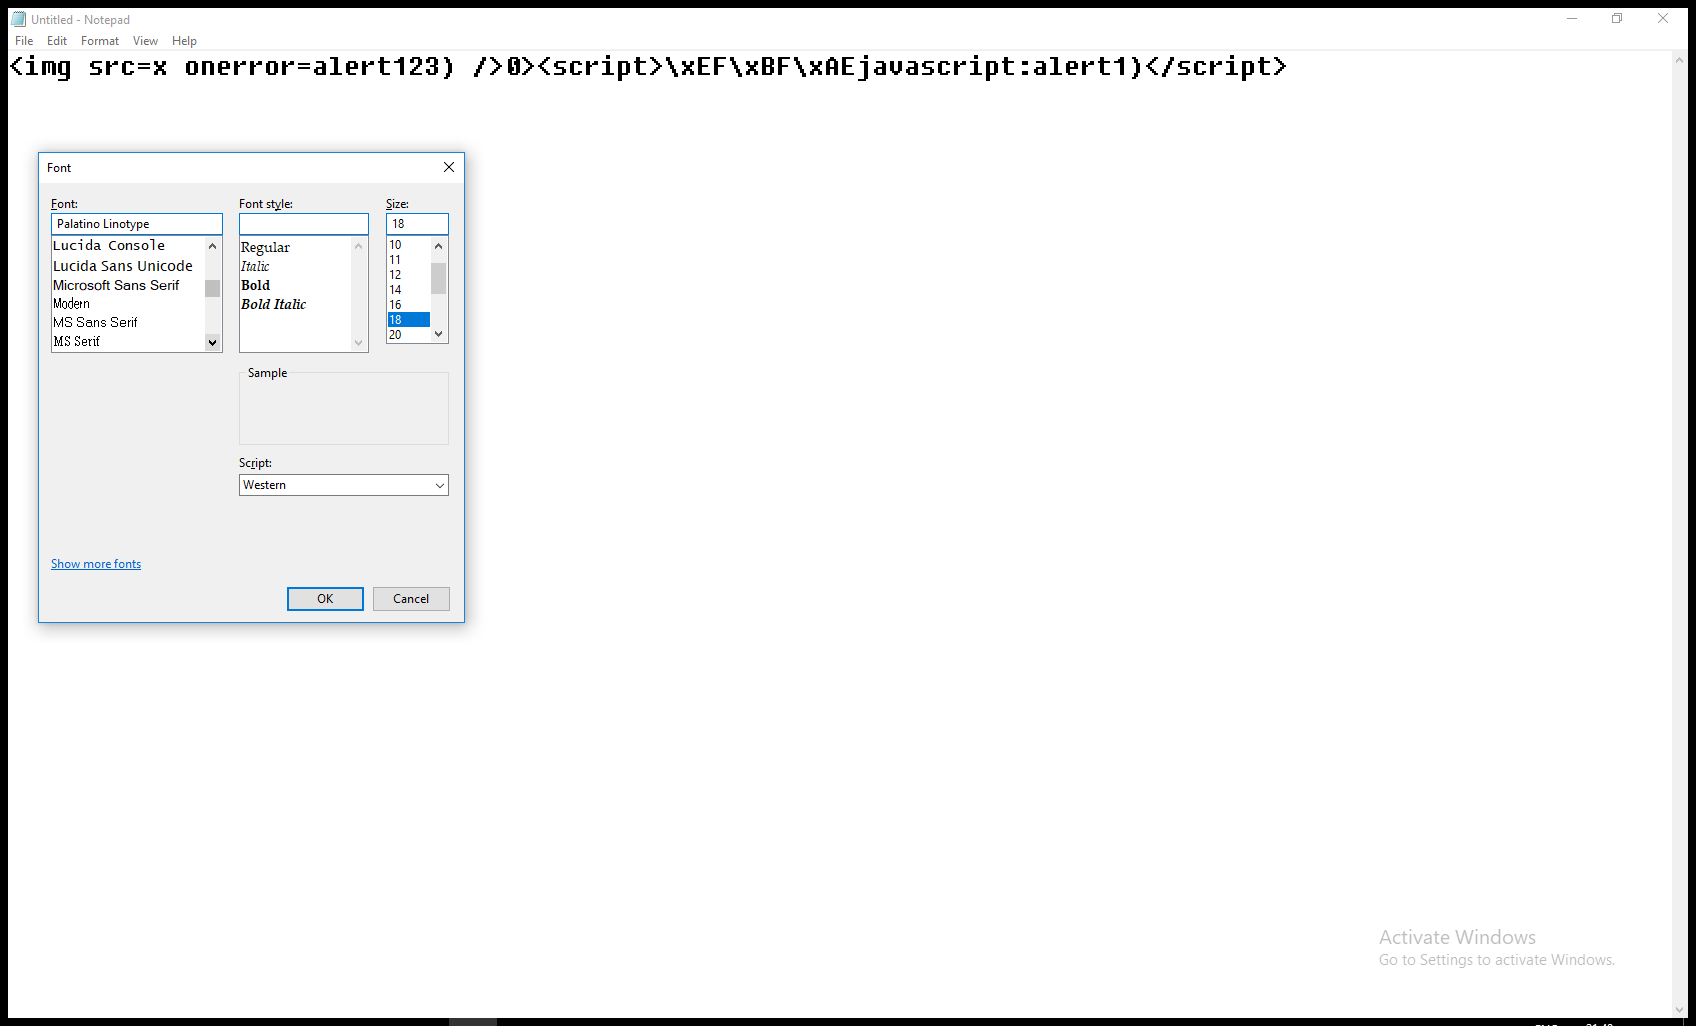 Untitled - Notepad
File Edit Format View Help
<img src=x onerror=alert123) />0><script>\xEF\xBF\xAEjavascript:alert1)</script>
Font
Font: Font style: Size:
Palatino Linotype 18
Lucida Console
Lucida Sans Unicode
Microsoft Sans Serif
Modern
MS Sans Serif
MS Serif
Regular
Italic
Bold
Bold Italic
10
11
12
14
16
18
20
Sample
Script:
Western
Show more fonts
OK Cancel
Activate Windows
Go to Settings to activate Windows.